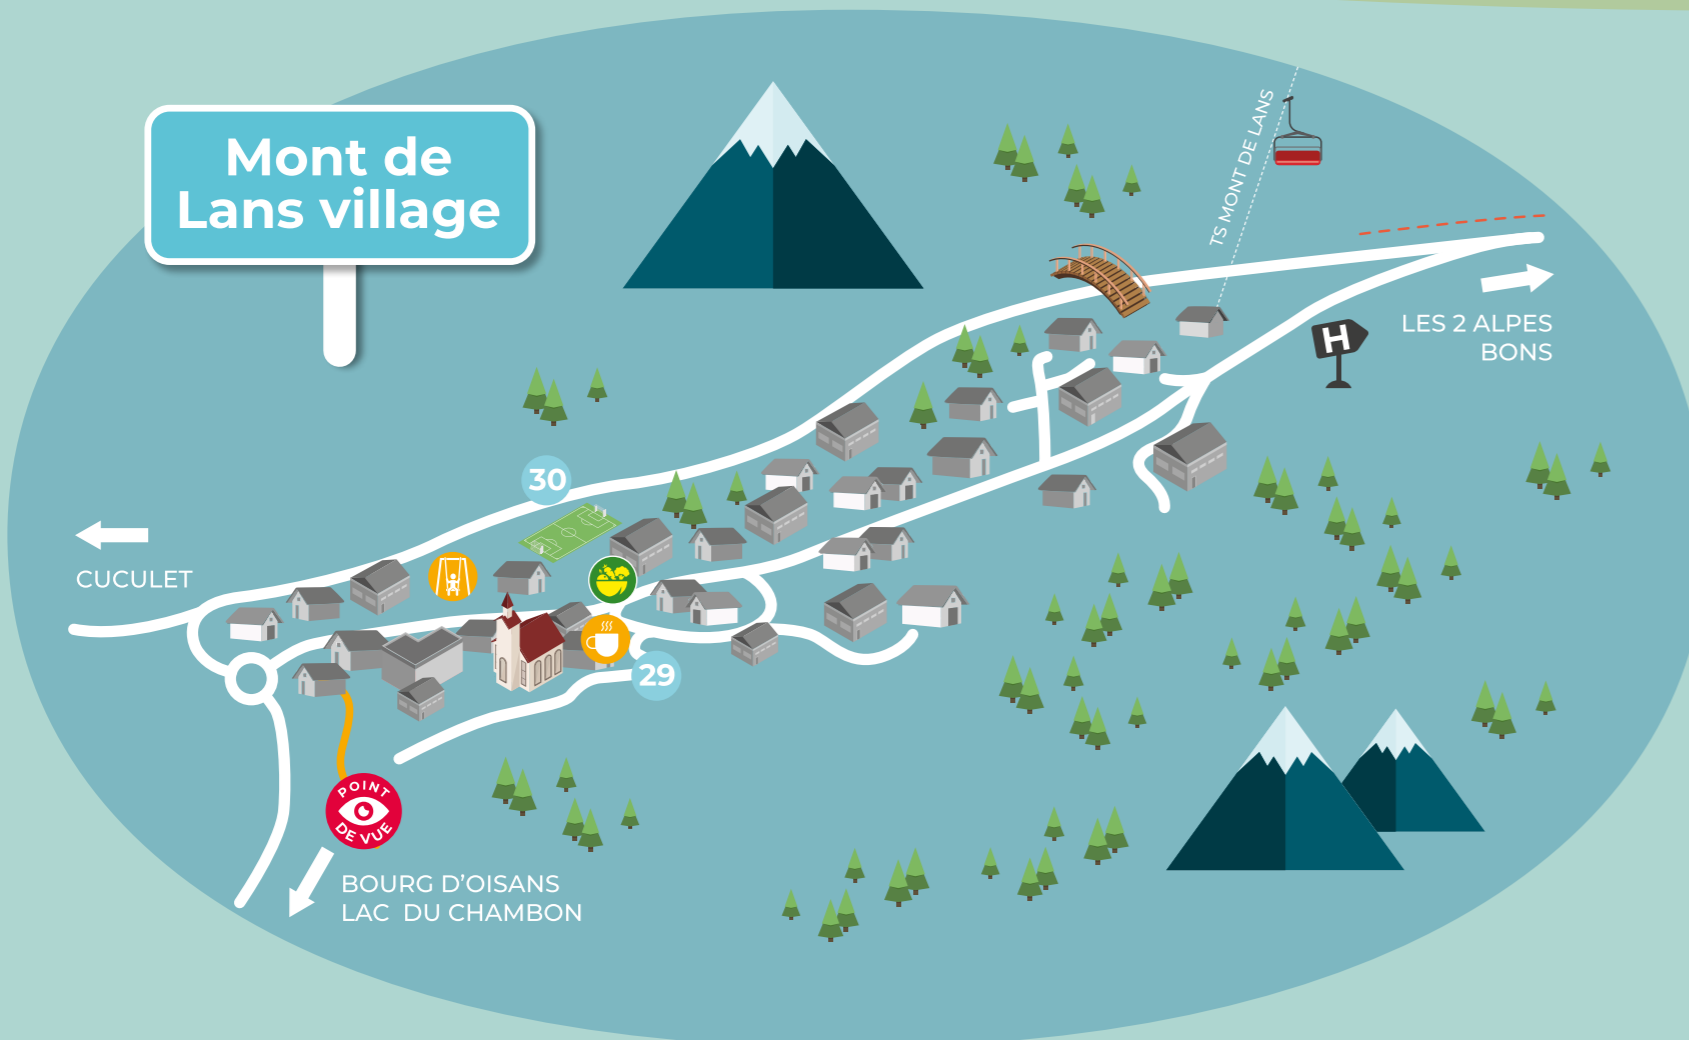 Mont de
Lans village
TS MONT DE LANS
LES 2 ALPES
BONS
H
30
CUCULET
29
POINT
DE VUE
BOURG D'OISANS
LAC DU CHAMBON